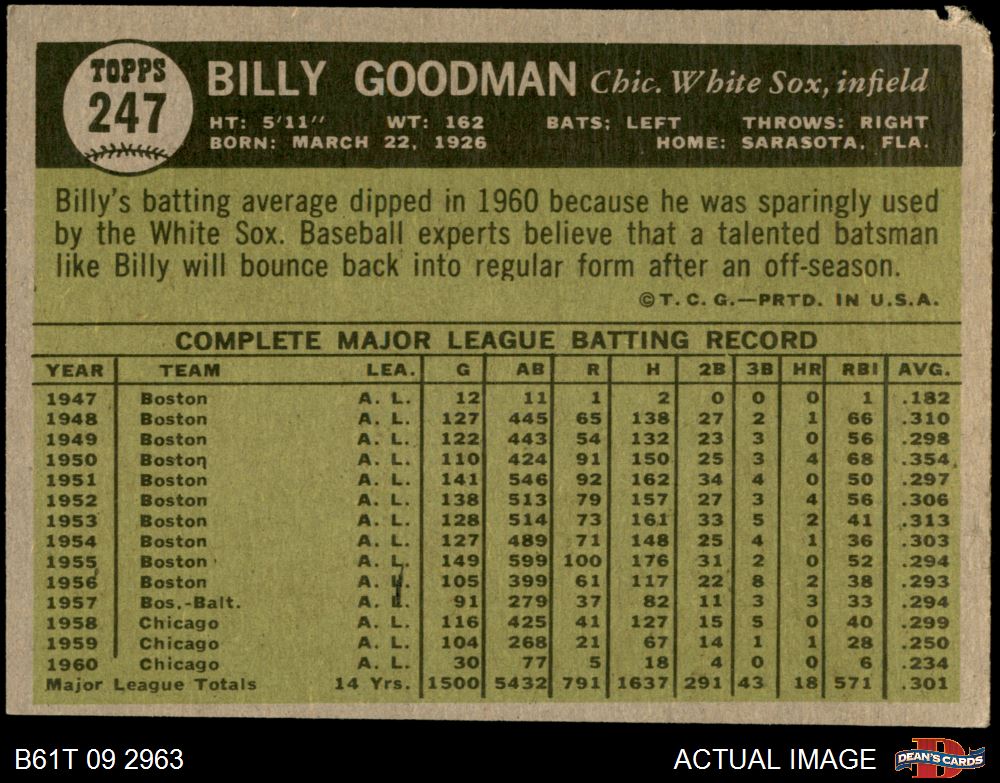 TOPPS
247
BILLY GOODMAN Chic. White Sox, infield
HT: 5'11" WT: 162 BATS: LEFT THROWS: RIGHT
BORN: MARCH 22, 1926 HOME: SARASOTA, FLA.
Billy's batting average dipped in 1960 because he was sparingly used
by the White Sox. Baseball experts believe that a talented batsman
like Billy will bounce back into regular form after an off-season.
©T. C. G.—PRTD. IN U.S.A.
COMPLETE MAJOR LEAGUE BATTING RECORD
YEAR TEAM LEA. G AB R H 2B 3B HR RBI AVG.
1947 Boston A. L. 12 11 1 2 0 0 0 1 .182
1948 Boston A. L. 127 445 65 138 27 2 1 66 .310
1949 Boston A. L. 122 443 54 132 23 3 0 56 .298
1950 Boston A. L. 110 424 91 150 25 3 4 68 .354
1951 Boston A. L. 141 546 92 162 34 4 0 50 .297
1952 Boston A. L. 138 513 79 157 27 3 4 56 .306
1953 Boston A. L. 128 514 73 161 33 5 2 41 .313
1954 Boston A. L. 127 489 71 148 25 4 1 36 .303
1955 Boston A. L. 149 599 100 176 31 2 0 52 .294
1956 Boston A. L. 105 399 61 117 22 8 2 38 .293
1957 Bos.-Balt. A. L. 91 279 37 82 11 3 3 33 .294
1958 Chicago A. L. 116 425 41 127 15 5 0 40 .299
1959 Chicago A. L. 104 268 21 67 14 1 1 28 .250
1960 Chicago A. L. 30 77 5 18 4 0 0 6 .234
Major League Totals 14 Yrs. 1500 5432 791 1637 291 43 18 571 .301
B61T 09 2963 ACTUAL IMAGE D DEAN'S CARDS